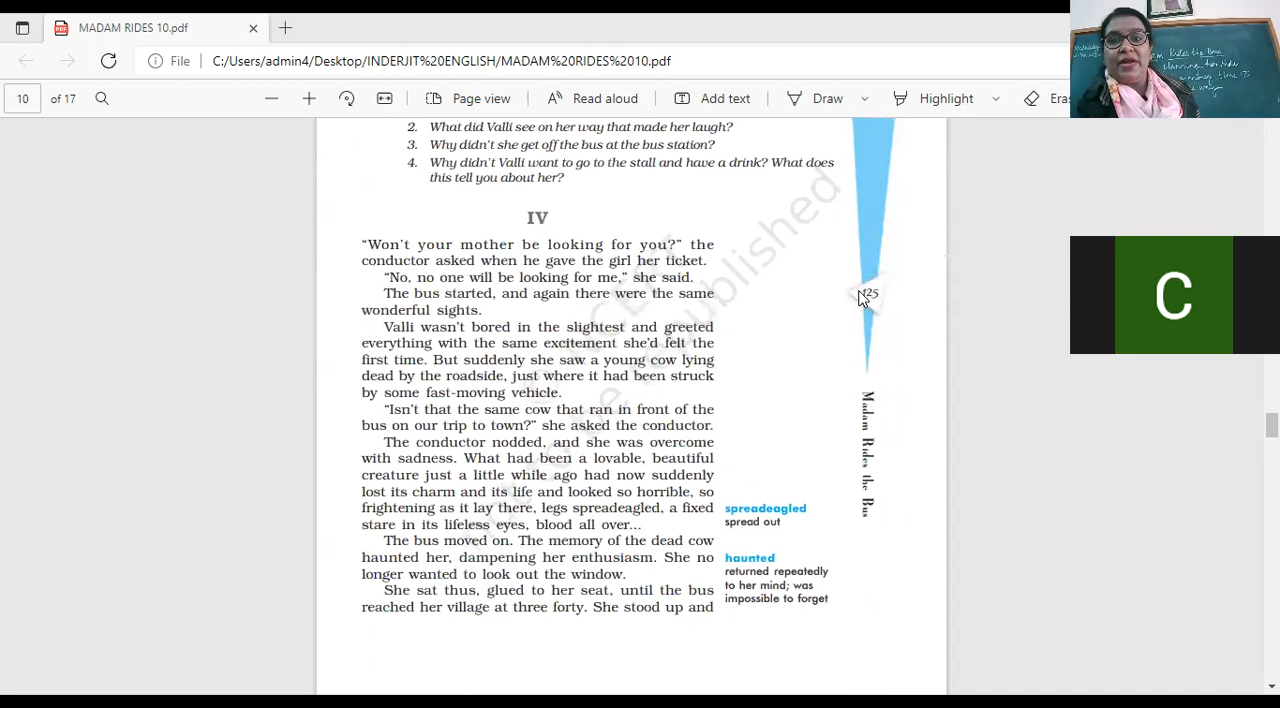 MADAM RIDES 10.pdf
File
C:/Users/admin4/Desktop/INDERJIT%20ENGLISH/MADAM%20RIDES%2010.pdf
10 of 17
Page view
Read aloud
Add text
Draw
Highlight
Eras
2. What did Valli see on her way that made her laugh?
3. Why didn't she get off the bus at the bus station?
4. Why didn't Valli want to go to the stall and have a drink? What does
this tell you about her?
IV
“Won't your mother be looking for you?” the
conductor asked when he gave the girl her ticket.
“No, no one will be looking for me,” she said.
The bus started, and again there were the same
wonderful sights.
Valli wasn't bored in the slightest and greeted
everything with the same excitement she'd felt the
first time. But suddenly she saw a young cow lying
dead by the roadside, just where it had been struck
by some fast-moving vehicle.
“Isn't that the same cow that ran in front of the
bus on our trip to town?” she asked the conductor.
The conductor nodded, and she was overcome
with sadness. What had been a lovable, beautiful
creature just a little while ago had now suddenly
lost its charm and its life and looked so horrible, so
frightening as it lay there, legs spreadeagled, a fixed
stare in its lifeless eyes, blood all over...
The bus moved on. The memory of the dead cow
haunted her, dampening her enthusiasm. She no
longer wanted to look out the window.
She sat thus, glued to her seat, until the bus
reached her village at three forty. She stood up and
spreadeagled
spread out
haunted
returned repeatedly
to her mind; was
impossible to forget
125
Madam Rides the Bus
republished
Rides the Bus
C